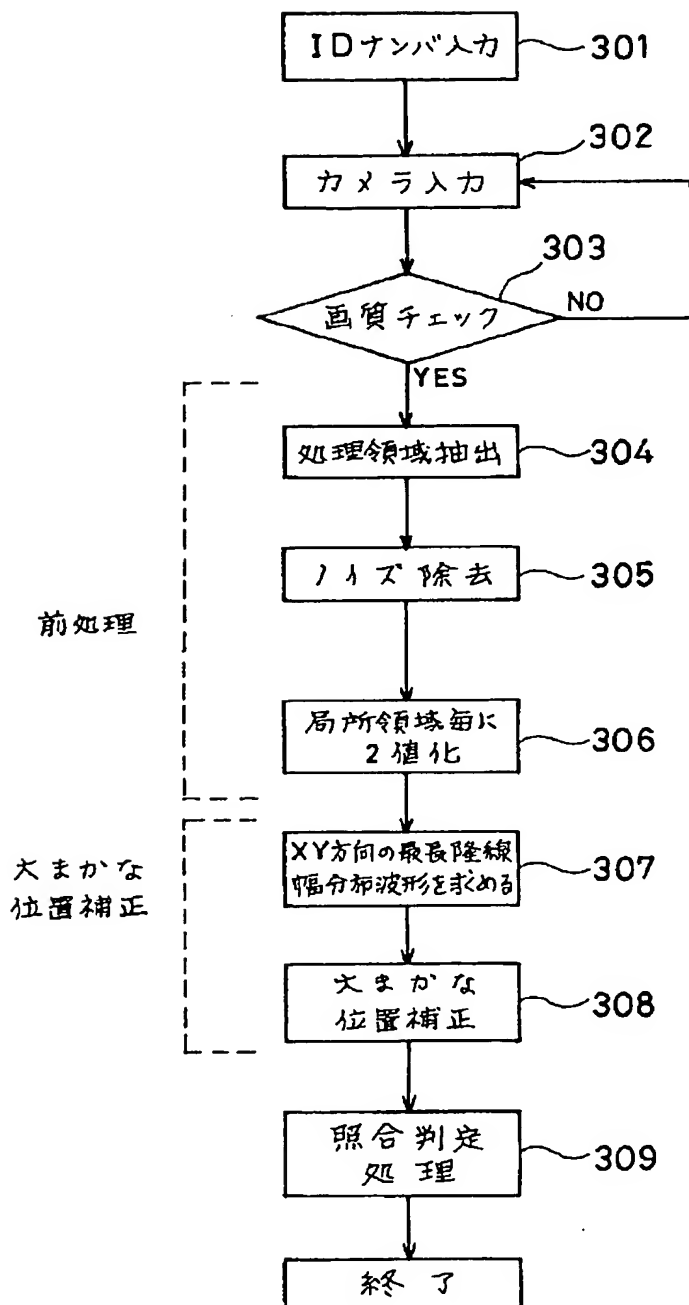 IDナンバ入力
301
302
カメラ入力
303
画質チェック
NO
YES
処理領域抽出
304
ノイズ除去
305
前処理
局所領域毎に
2値化
306
XY方向の最長隆線
幅分布波形を求める
307
大まかな
位置補正
大まかな
位置補正
308
照合判定
処理
309
終了